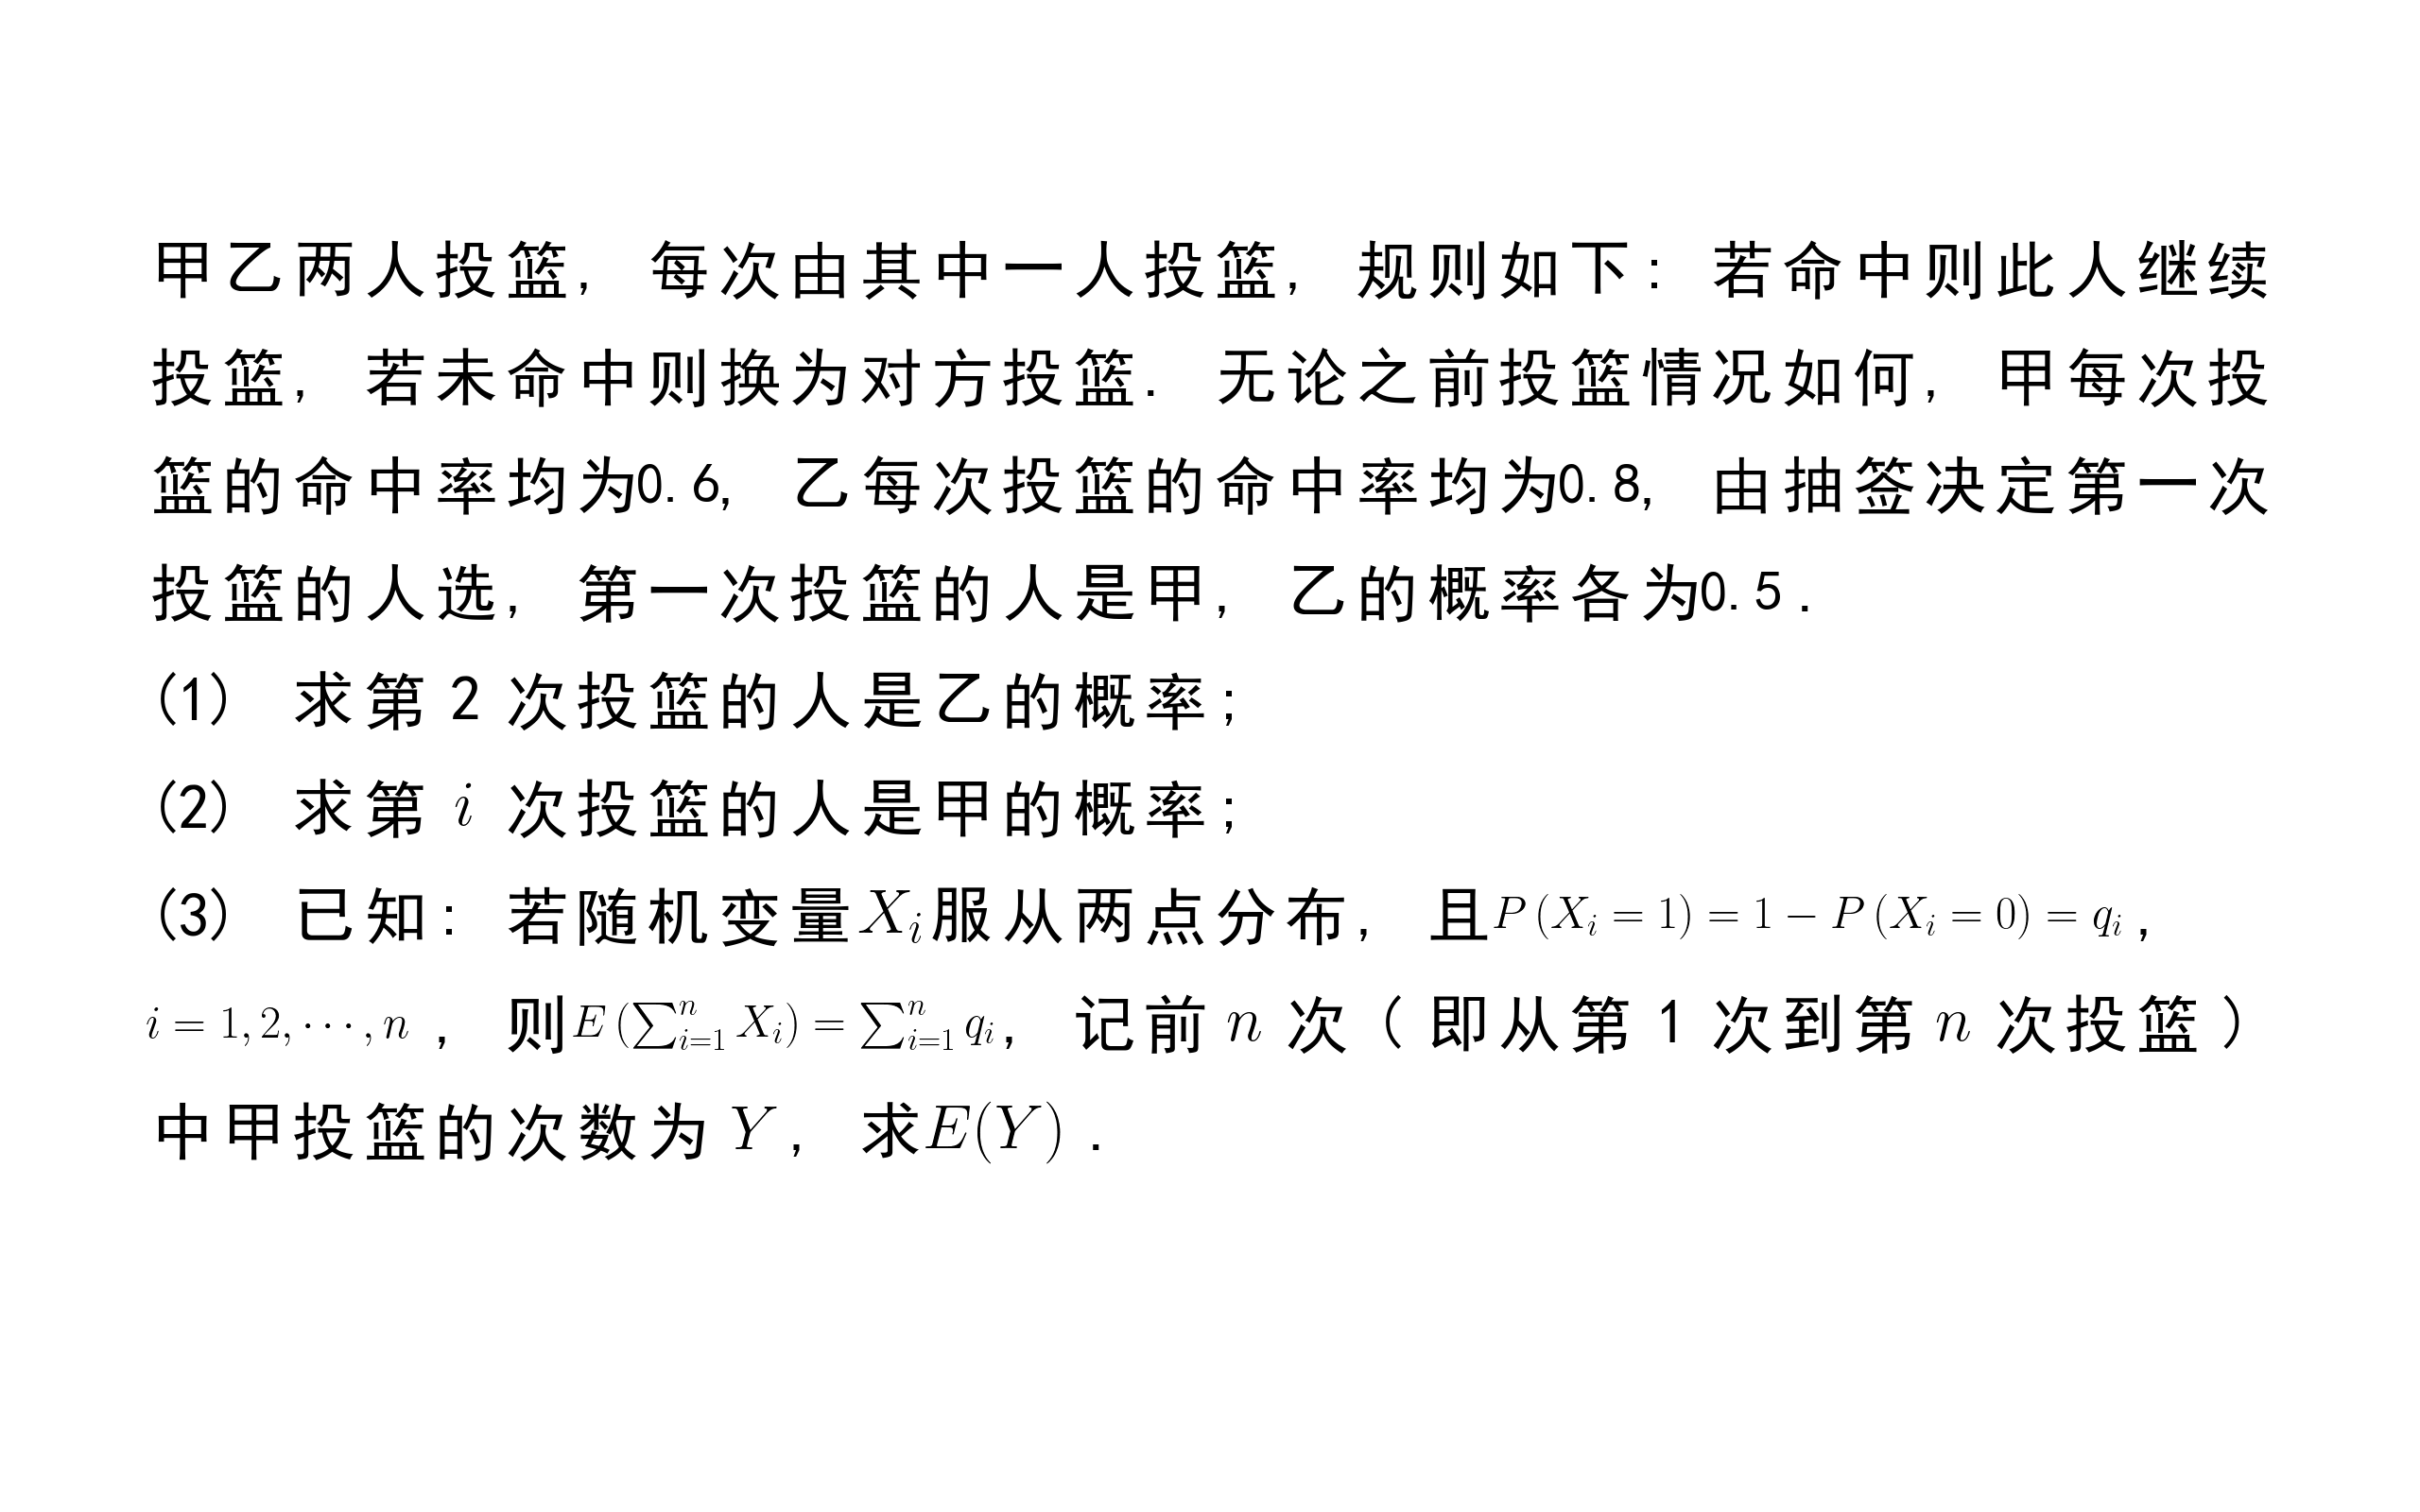 甲乙两人投篮，每次由其中一人投篮，规则如下：若命中则此人继续
投篮，若未命中则换为对方投篮．无论之前投篮情况如何，甲每次投
篮的命中率均为0.6，乙每次投篮的命中率均为0.8，由抽签决定第一次
投篮的人选，第一次投篮的人是甲，乙的概率各为0.5．
(1) 求第 2 次投篮的人是乙的概率；
(2) 求第 i 次投篮的人是甲的概率；
(3) 已知：若随机变量$X_i$服从两点分布，且$P(X_i=1)=1-P(X_i=0)=q_i$，
$i=1,2,\cdots,n$，则$E(\sum_{i=1}^{n}X_i)=\sum_{i=1}^{n}q_i$，记前 n 次（即从第 1 次到第 n 次投篮）
中甲投篮的次数为 Y，求$E(Y)$．